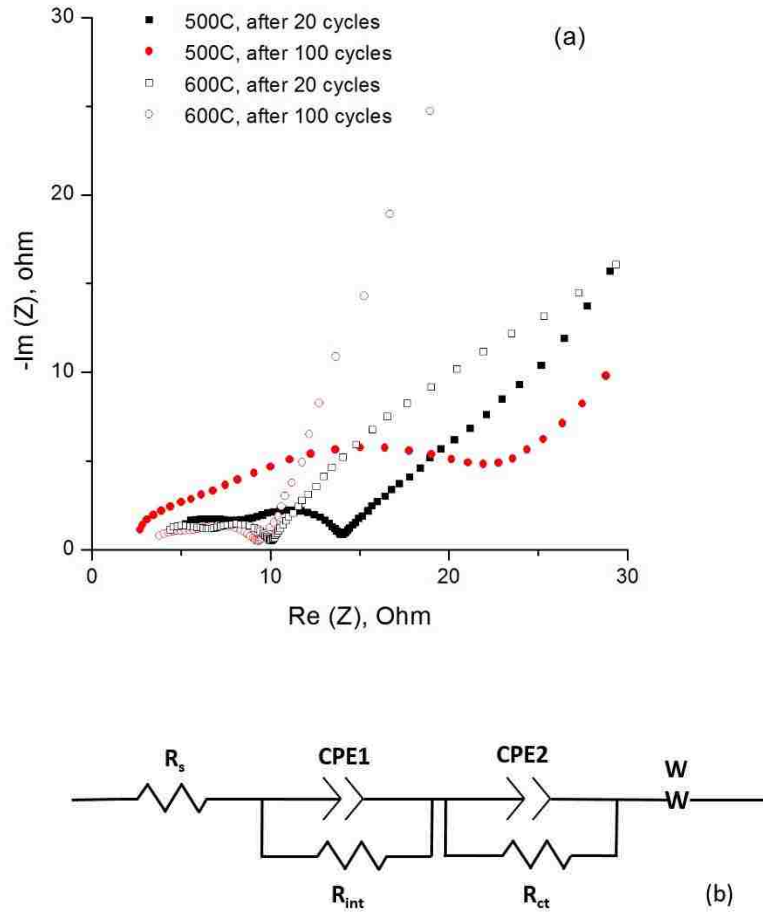 30
20
10
0
-Im (Z), ohm
500C, after 20 cycles
500C, after 100 cycles
600C, after 20 cycles
600C, after 100 cycles
(a)
0
10
20
30
Re (Z), Ohm
Rs
CPE1
CPE2
W
W
Rint
Rct
(b)